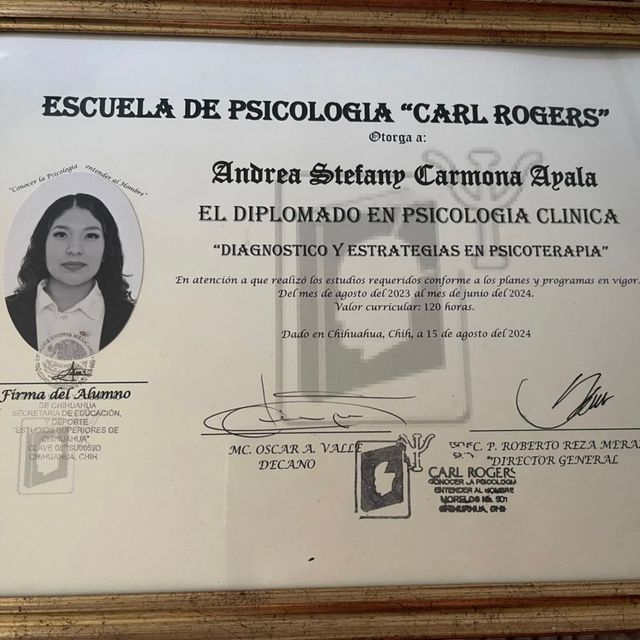 ESCUELA DE PSICOLOGIA “CARL ROGERS”
Otorga a:
"Conocer la Psicología entender al Hombre"
Andrea Stefany Carmona Ayala
EL DIPLOMADO EN PSICOLOGIA CLINICA
“DIAGNOSTICO Y ESTRATEGIAS EN PSICOTERAPIA”
En atención a que realizó los estudios requeridos conforme a los planes y programas en vigor.
Del mes de agosto del 2023 al mes de junio del 2024.
Valor curricular: 120 horas.
Dado en Chihuahua, Chih, a 15 de agosto del 2024
Firma del Alumno
DE CHIHUAHUA
SECRETARIA DE EDUCACIÓN,
Y DEPORTE
"ESTUDIOS SUPERIORES DE
CHIHUAHUA"
CHIHUAHUA, CHIH
MC. OSCAR A. VALLE
DECANO
C. P. ROBERTO REZA
DIRECTOR GENERAL
CARL ROGERS
CONOCER LA PSICOLOGIA
ENTENDER AL HOMBRE
MORELOS
CHIHUAHUA, CHIH